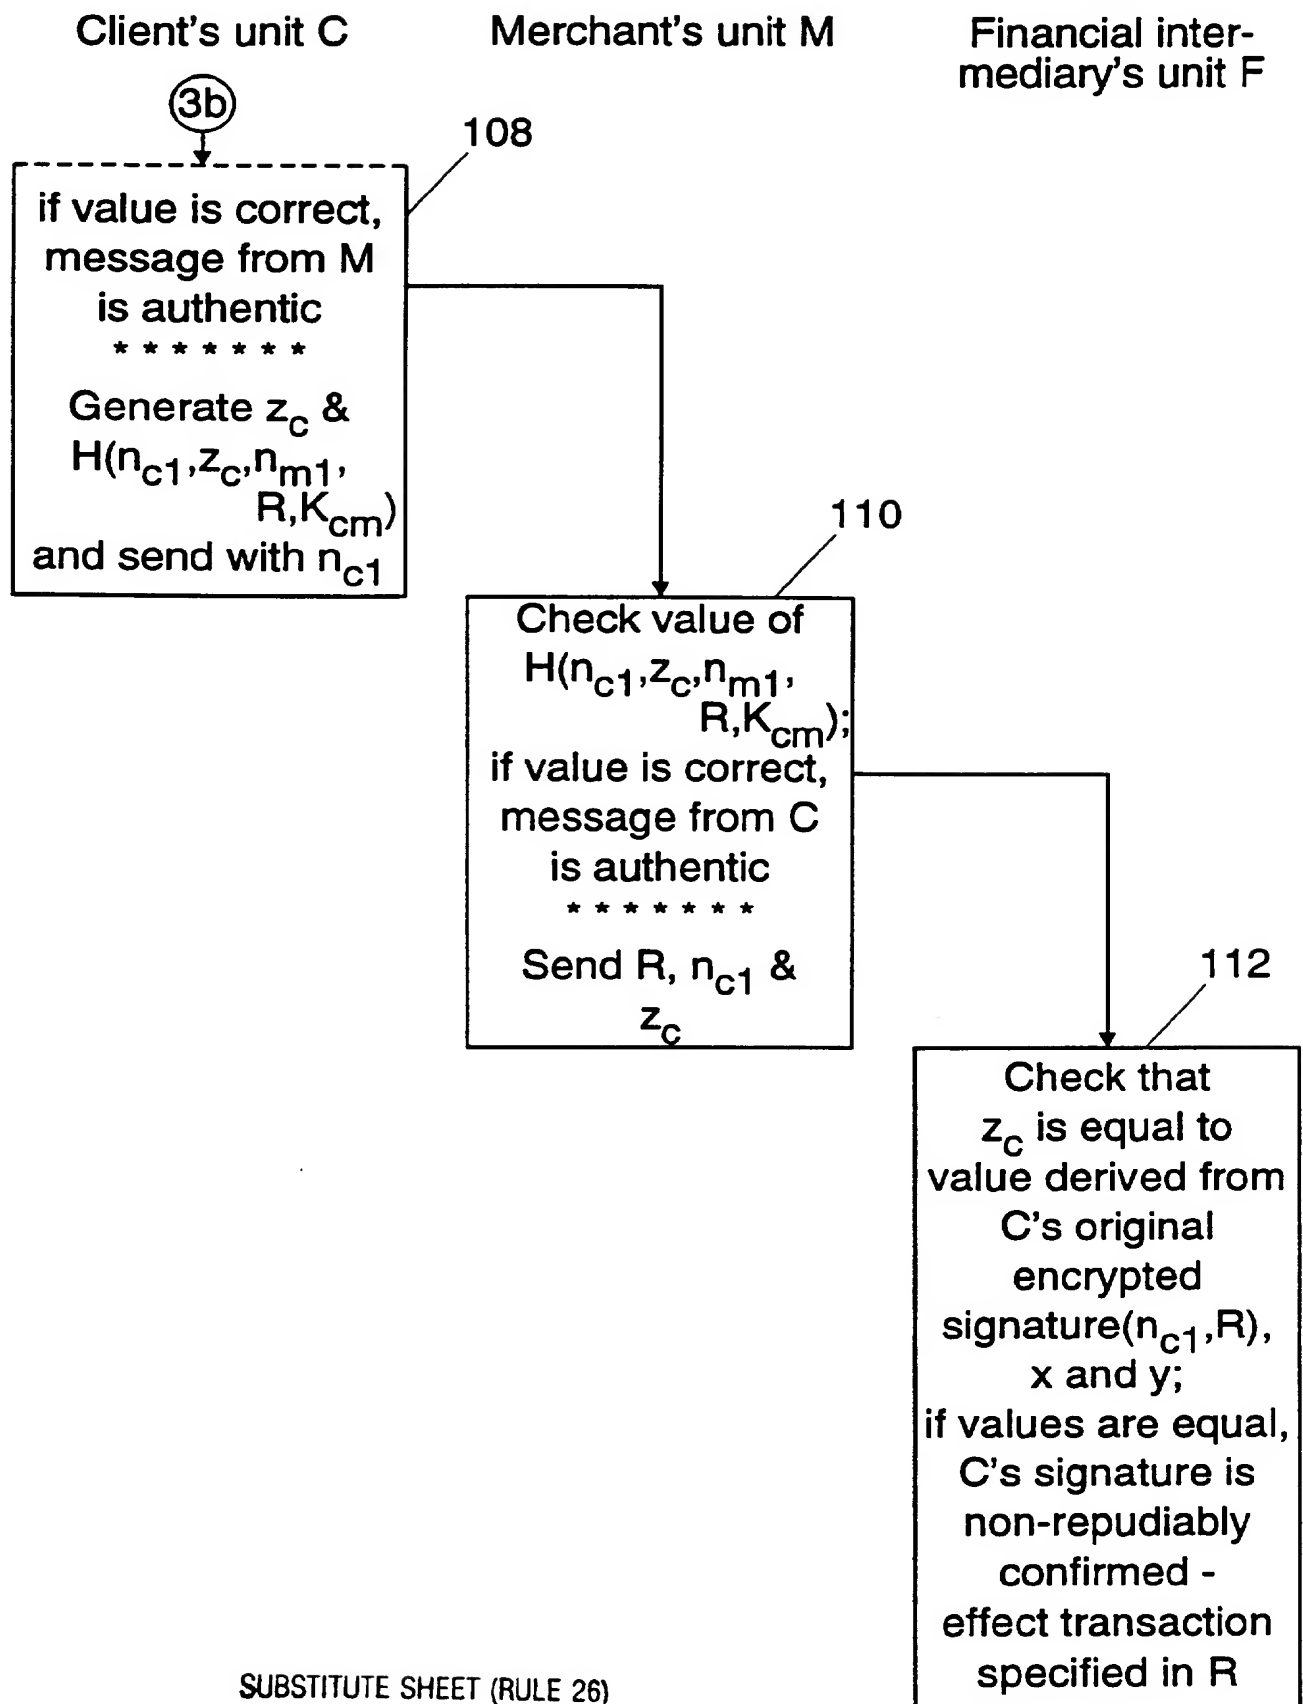 Client's unit C
Merchant's unit M
Financial inter-
mediary's unit F
3b
108
if value is correct,
message from M
is authentic
* * * * * * *
Generate z_c &
H(n_c1,z_c,n_m1,
R,K_cm)
and send with n_c1
110
Check value of
H(n_c1,z_c,n_m1,
R,K_cm);
if value is correct,
message from C
is authentic
* * * * * * *
Send R, n_c1 &
z_c
112
Check that
z_c is equal to
value derived from
C's original
encrypted
signature(n_c1,R),
x and y;
if values are equal,
C's signature is
non-repudiably
confirmed -
effect transaction
specified in R
SUBSTITUTE SHEET (RULE 26)